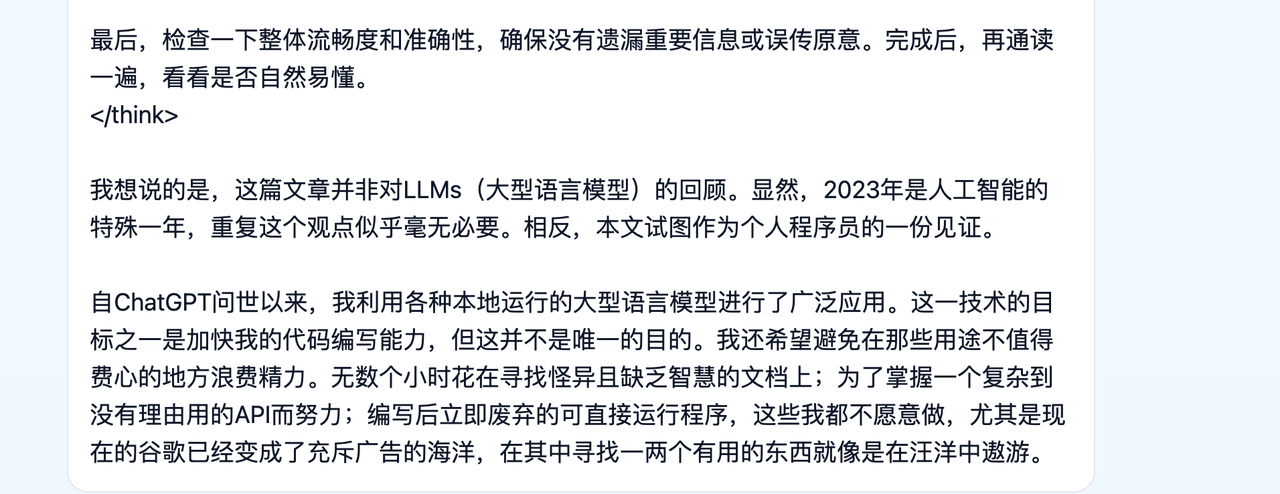 最后，检查一下整体流畅度和准确性，确保没有遗漏重要信息或误传原意。完成后，再通读
一遍，看看是否自然易懂。
</think>
我想说的是，这篇文章并非对LLMs（大型语言模型）的回顾。显然，2023年是人工智能的
特殊一年，重复这个观点似乎毫无必要。相反，本文试图作为个人程序员的一份见证。
自ChatGPT问世以来，我利用各种本地运行的大型语言模型进行了广泛应用。这一技术的目
标之一是加快我的代码编写能力，但这并不是唯一的目的。我还希望避免在那些用途不值得
费心的地方浪费精力。无数个小时花在寻找怪异且缺乏智慧的文档上；为了掌握一个复杂到
没有理由用的API而努力；编写后立即废弃的可直接运行程序，这些我都不愿意做，尤其是现
在的谷歌已经变成了充斥广告的海洋，在其中寻找一两个有用的东西就像是在汪洋中遨游。